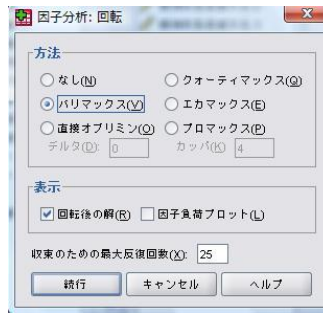 因子分析: 回転
方法
なし(N) クオーティマックス(Q)
バリマックス(V) エカマックス(E)
直接オブリミン(O) プロマックス(P)
デルタ(D): 0 カッパ(K) 4
表示
回転後の解(R) 因子負荷プロット(L)
収束のための最大反復回数(X): 25
続行 キャンセル ヘルプ